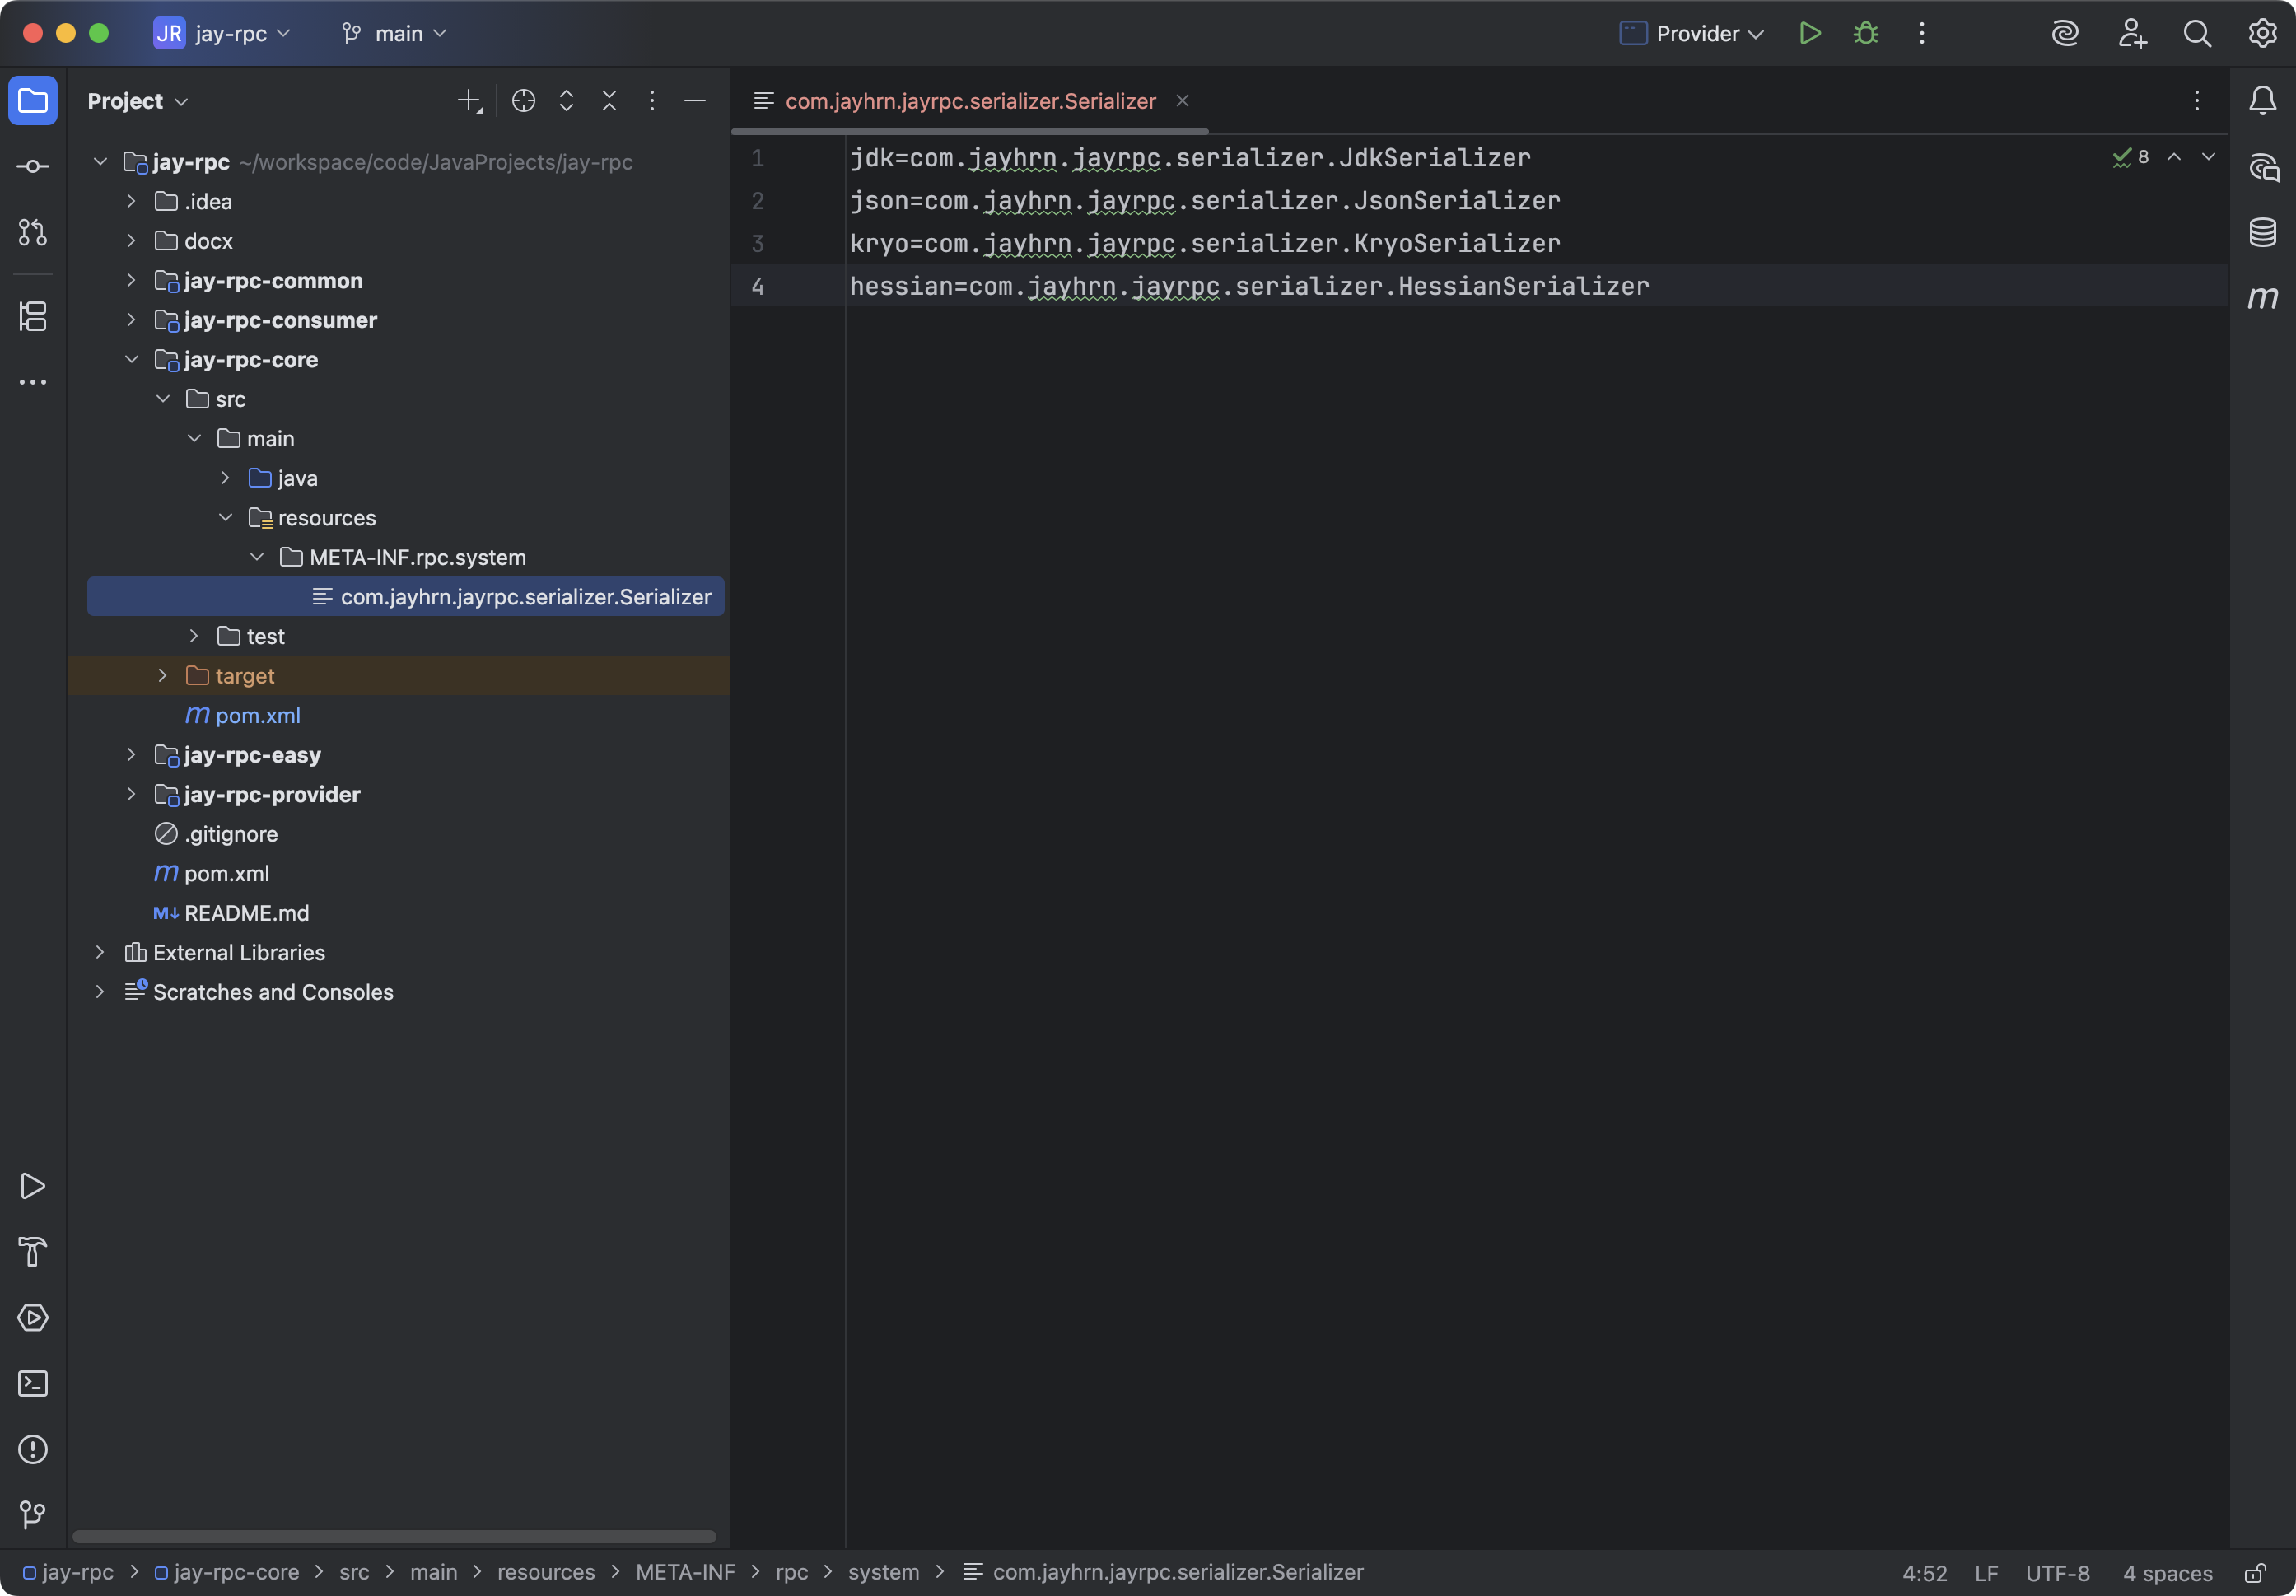 JR jay-rpc main Provider
Project
com.jayhrn.jayrpc.serializer.Serializer
jay-rpc ~/workspace/code/JavaProjects/jay-rpc
.idea
docx
jay-rpc-common
jay-rpc-consumer
jay-rpc-core
src
main
java
resources
META-INF.rpc.system
com.jayhrn.jayrpc.serializer.Serializer
test
target
m pom.xml
jay-rpc-easy
jay-rpc-provider
.gitignore
m pom.xml
M↓ README.md
External Libraries
Scratches and Consoles
1 jdk=com.jayhrn.jayrpc.serializer.JdkSerializer
2 json=com.jayhrn.jayrpc.serializer.JsonSerializer
3 kryo=com.jayhrn.jayrpc.serializer.KryoSerializer
4 hessian=com.jayhrn.jayrpc.serializer.HessianSerializer
8
m
jay-rpc > jay-rpc-core > src > main > resources > META-INF > rpc > system > com.jayhrn.jayrpc.serializer.Serializer
4:52 LF UTF-8 4 spaces